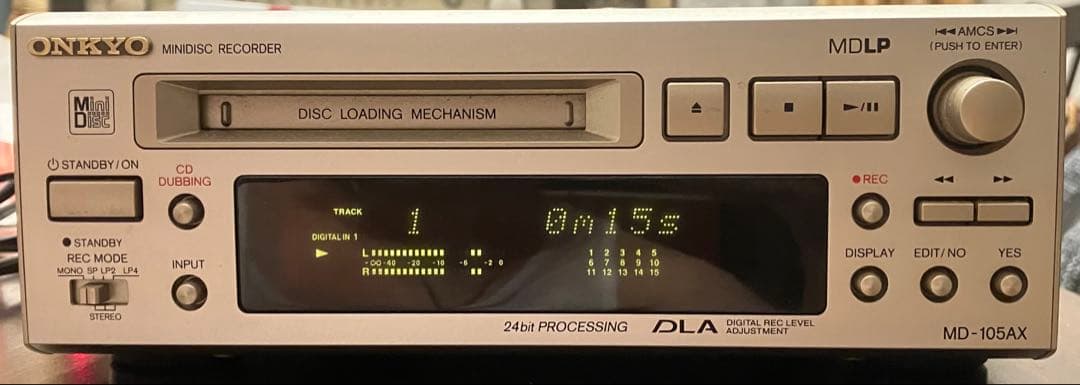 ONKYO MINIDISC RECORDER
MDLP
AMCS
(PUSH TO ENTER)
Mini
Disc
DISC LOADING MECHANISM
STANDBY/ON
CD
DUBBING
STANDBY
REC MODE
MONO SP LP2 LP4
STEREO
INPUT
TRACK 1 0m15s
DIGITAL IN 1
L
-∞ -40 -20 -10 -6 -2 0
R
1 2 3 4 5
6 7 8 9 10
11 12 13 14 15
REC
DISPLAY EDIT/NO YES
24bit PROCESSING DLA DIGITAL REC LEVEL
ADJUSTMENT
MD-105AX